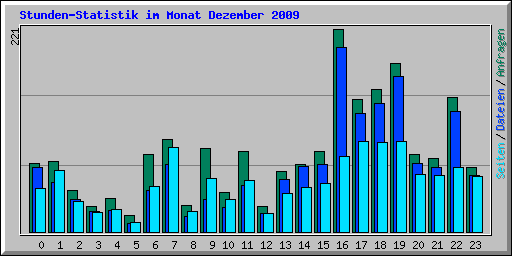 Stunden-Statistik im Monat Dezember 2009
221
Seiten/Dateien/Anfragen
0 1 2 3 4 5 6 7 8 9 10 11 12 13 14 15 16 17 18 19 20 21 22 23